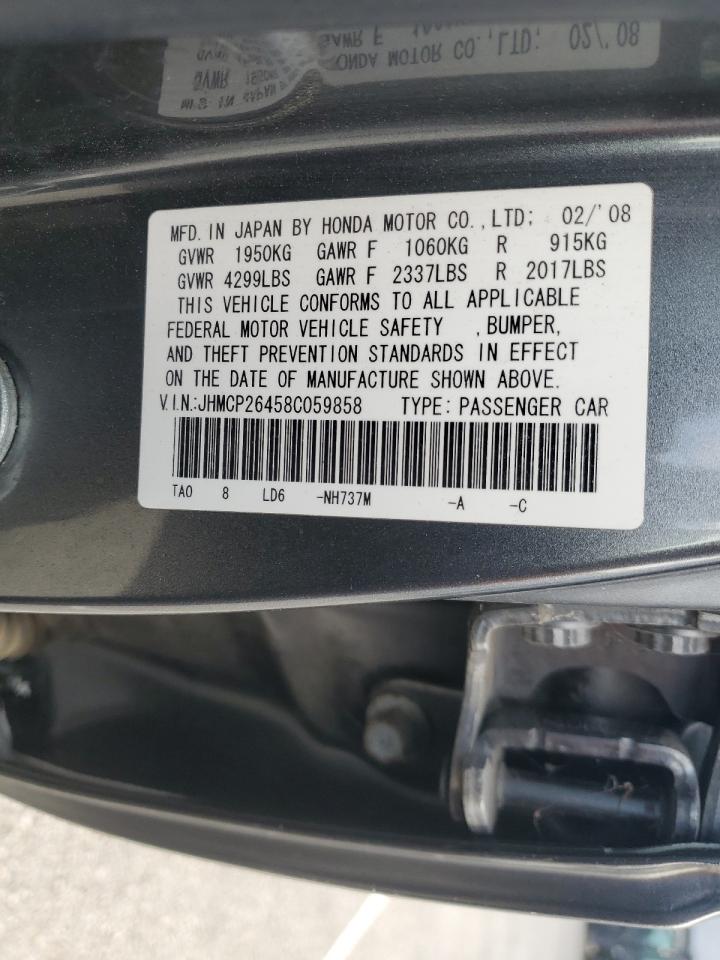 MFD. IN JAPAN BY HONDA MOTOR CO.,LTD: 02/'08
GVWR 1950KG GAWR F 1060KG R 915KG
GVWR 4299LBS GAWR F 2337LBS R 2017LBS
THIS VEHICLE CONFORMS TO ALL APPLICABLE
FEDERAL MOTOR VEHICLE SAFETY , BUMPER,
AND THEFT PREVENTION STANDARDS IN EFFECT
ON THE DATE OF MANUFACTURE SHOWN ABOVE.
V.I.N.:JHMCP26458C059858 TYPE: PASSENGER CAR
TA0 8 LD6 -NH737M -A -C